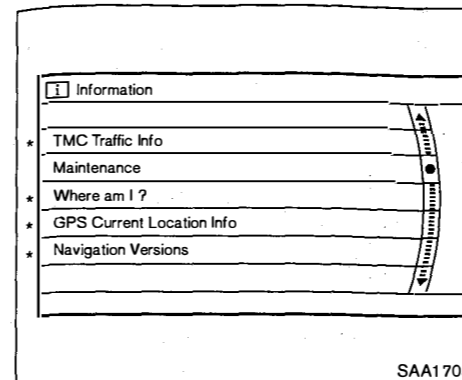 i Information
* TMC Traffic Info
Maintenance
* Where am I ?
* GPS Current Location Info
* Navigation Versions
SAA170